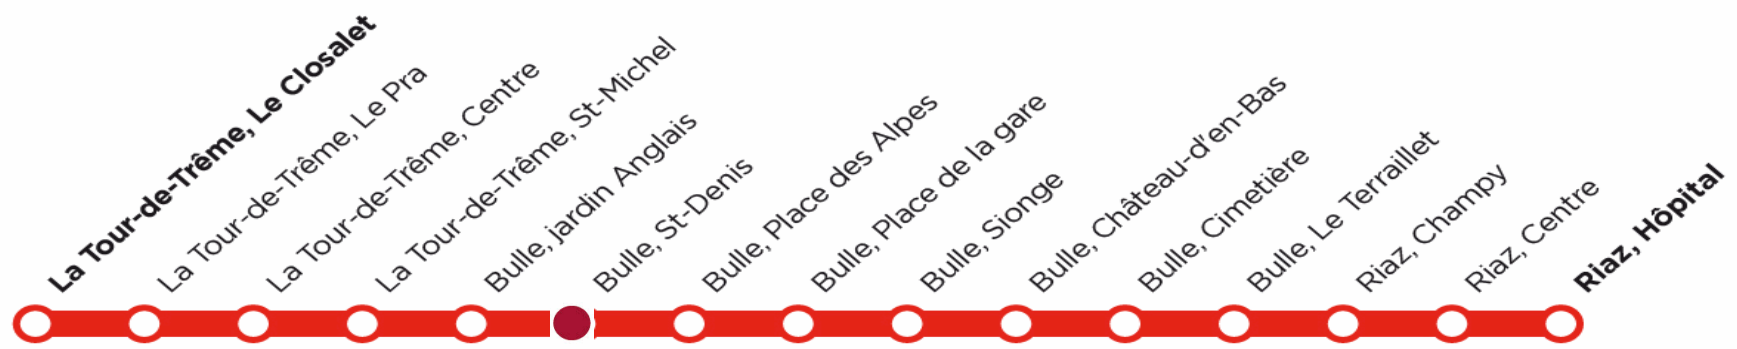 La Tour-de-Trême, Le Closalet
La Tour-de-Trême, Le Pra
La Tour-de-Trême, Centre
La Tour-de-Trême, St-Michel
Bulle, jardin Anglais
Bulle, St-Denis
Bulle, Place des Alpes
Bulle, Place de la gare
Bulle, Sionge
Bulle, Château-d'en-Bas
Bulle, Cimetière
Bulle, Le Terraillet
Riaz, Champy
Riaz, Centre
Riaz, Hôpital